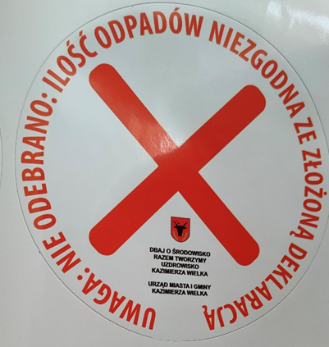 UWAGA: NIE ODEBRANO: ILOŚĆ ODPADÓW NIEZGODNA ZE ZŁOŻONĄ DEKLARACJĄ
DBAJ O ŚRODOWISKO
RAZEM TWORZYMY
UZDROWISKO
KAZIMIERZA WIELKA
URZĄD MIASTA I GMINY
KAZIMIERZA WIELKA